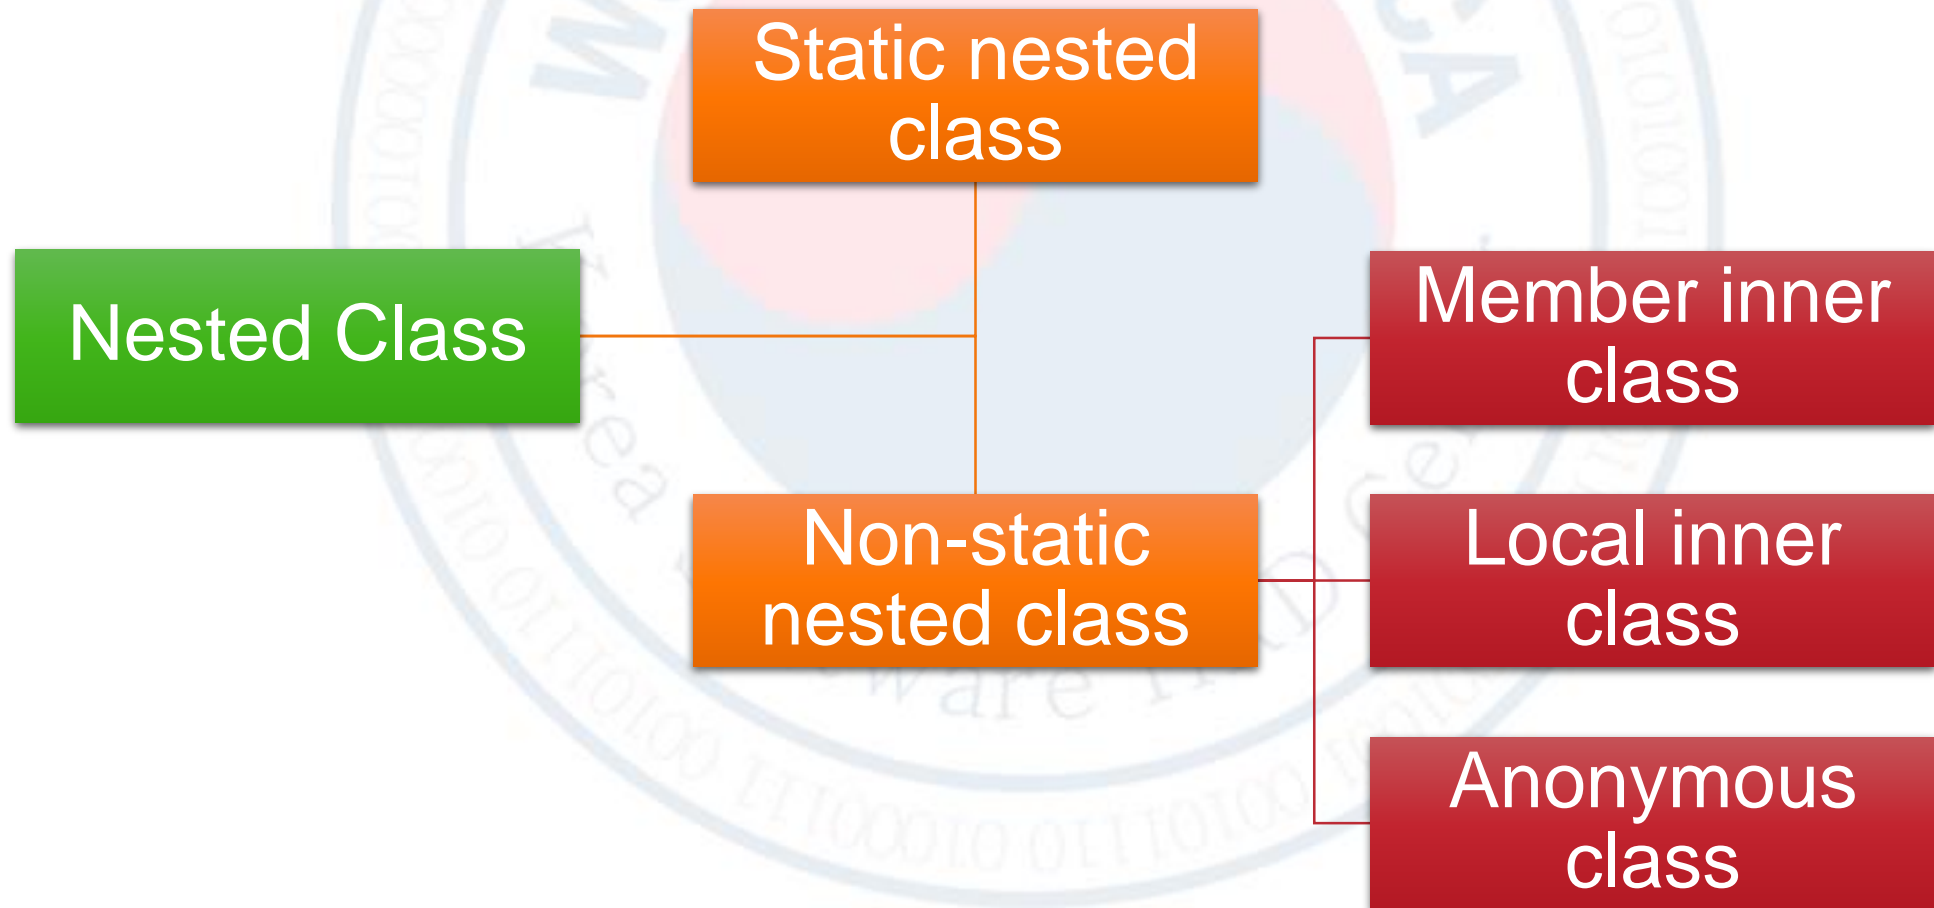 Static nested
class
Nested Class
Member inner
class
Non-static
nested class
Local inner
class
Anonymous
class